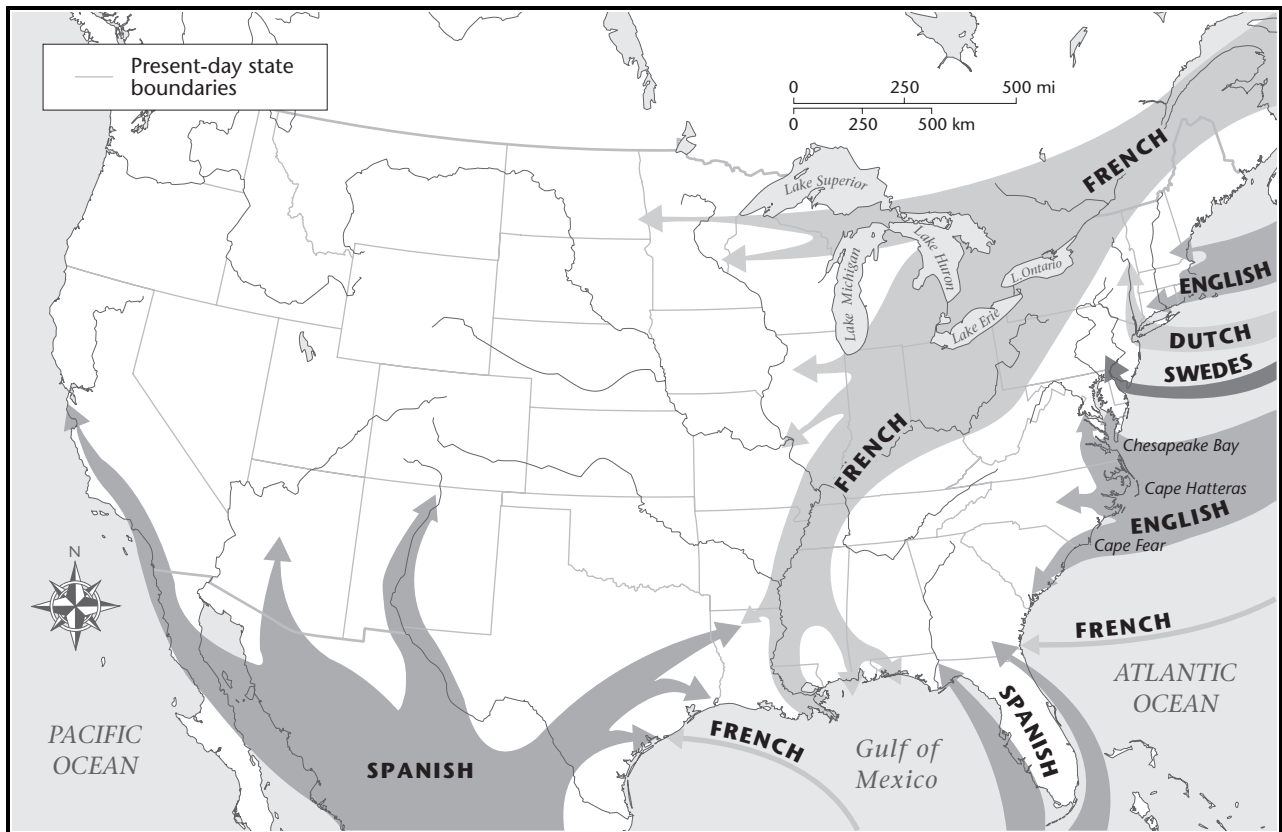 Present-day state
boundaries
0 250 500 mi
0 250 500 km
FRENCH
Lake Superior
Lake Huron
Lake Michigan
L. Ontario
Lake Erie
ENGLISH
DUTCH
SWEDES
FRENCH
Chesapeake Bay
Cape Hatteras
ENGLISH
Cape Fear
N
FRENCH
ATLANTIC
OCEAN
SPANISH
PACIFIC
OCEAN
SPANISH
FRENCH
Gulf of
Mexico